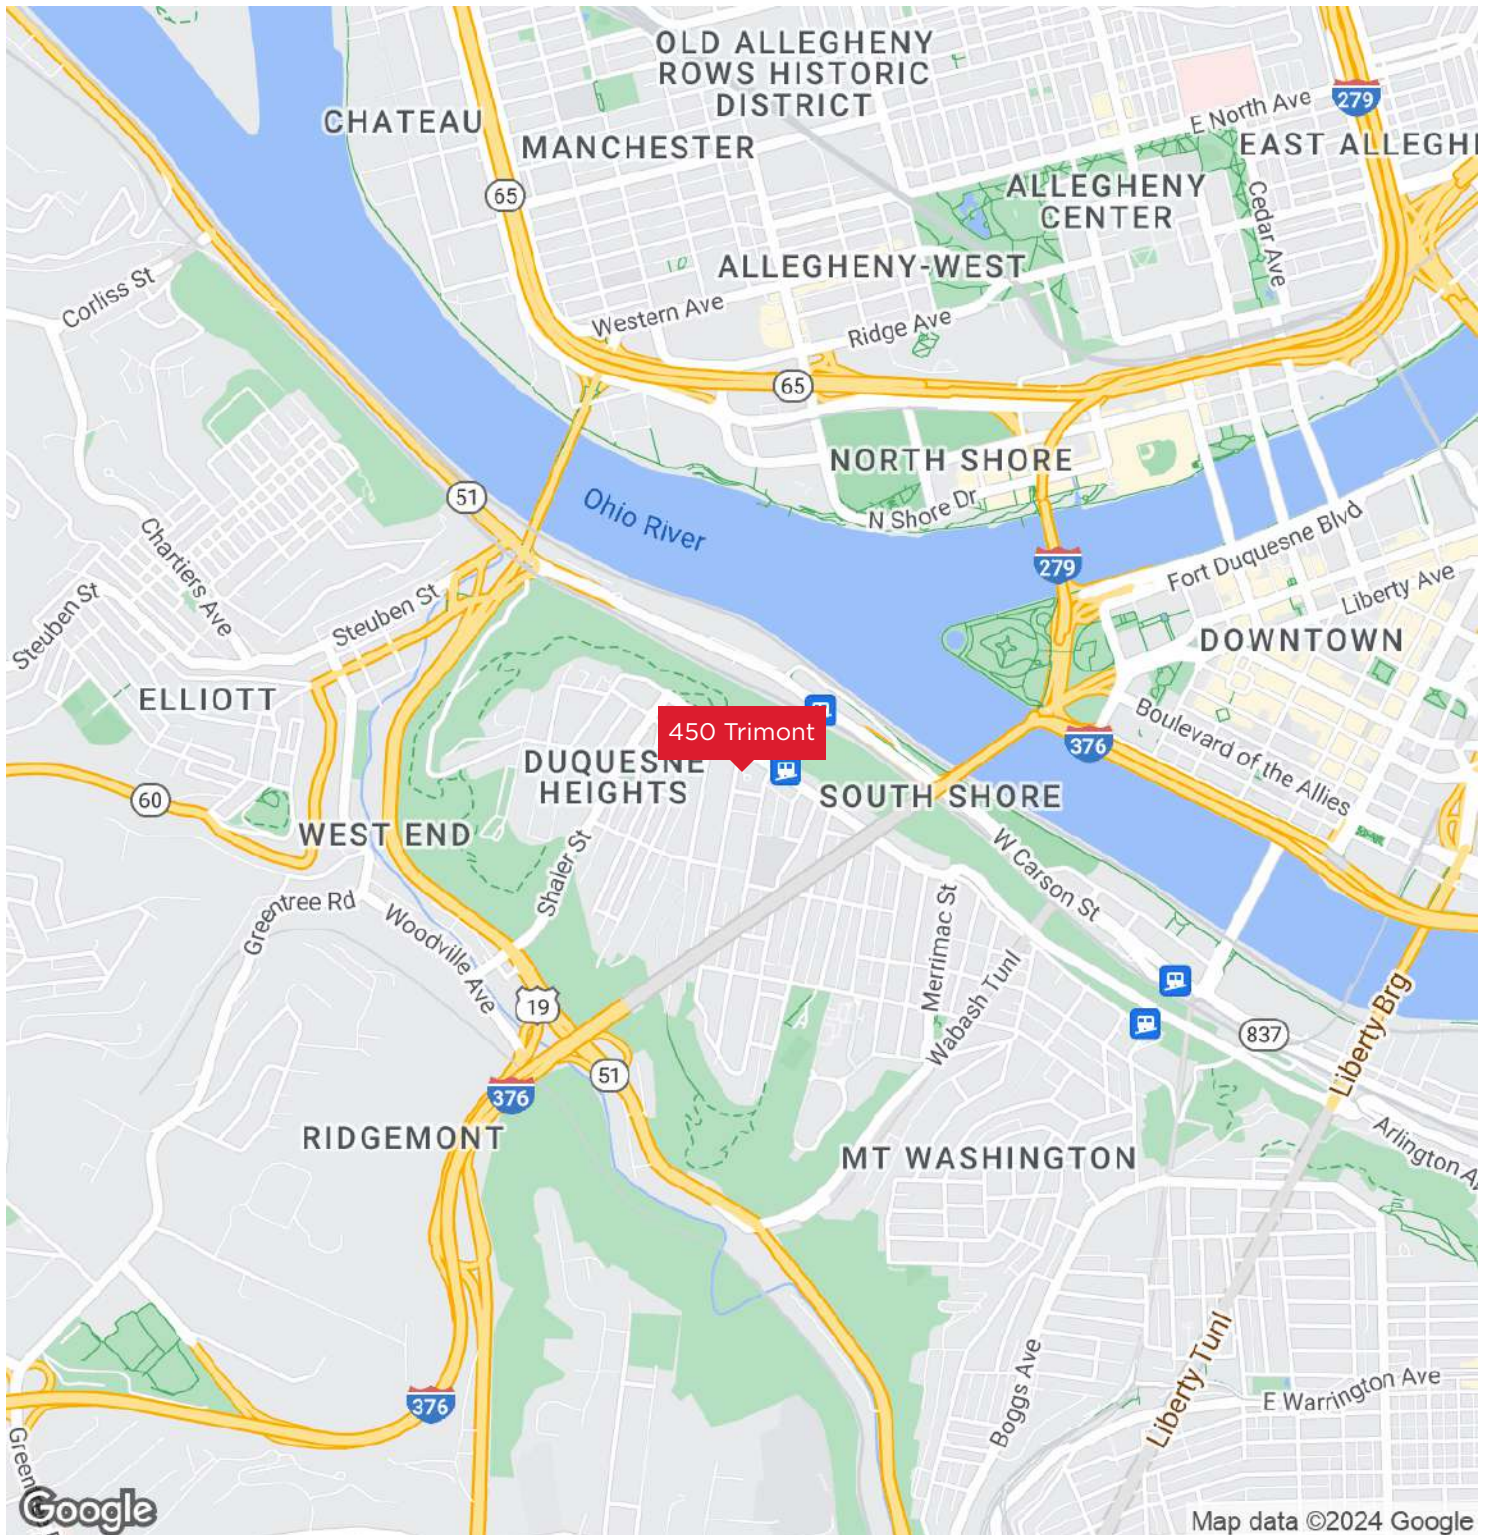 OLD ALLEGHENY
ROWS HISTORIC
DISTRICT
279
E North Ave
CHATEAU
MANCHESTER
EAST ALLEGHE
65
ALLEGHENY
CENTER
Cedar Ave
ALLEGHENY-WEST
Corliss St
Western Ave
Ridge Ave
65
NORTH SHORE
51
Ohio River
N Shore Dr
Chartiers Ave
279
Fort Duquesne Blvd
Liberty Ave
Steuben St
Steuben St
DOWNTOWN
ELLIOTT
450 Trimont
Boulevard of the Allies
376
DUQUESNE
HEIGHTS
60
SOUTH SHORE
WEST END
W Carson St
Shaler St
Greentree Rd
Woodville Ave
Merrimac St
Wabash Tunl
19
Liberty Brg
837
51
376
RIDGEMONT
MT WASHINGTON
Arlington A
Liberty Tunl
Boggs Ave
E Warrington Ave
376
Google
Map data ©2024 Google